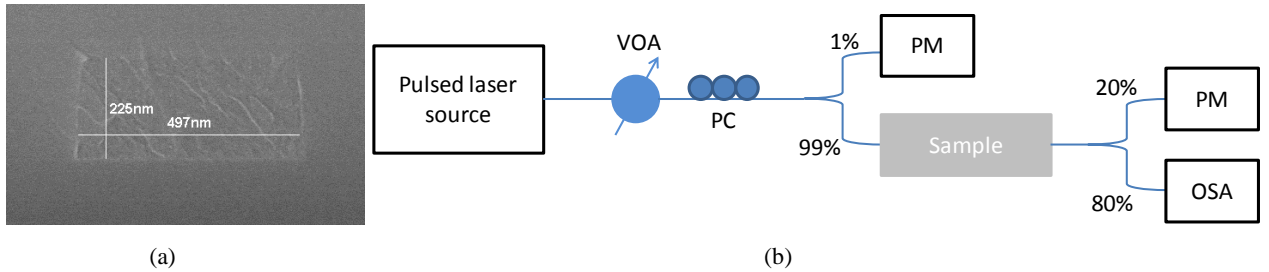 225nm
497nm
(a)
Pulsed laser
source
VOA
PC
1%
PM
99%
Sample
20%
PM
80%
OSA
(b)